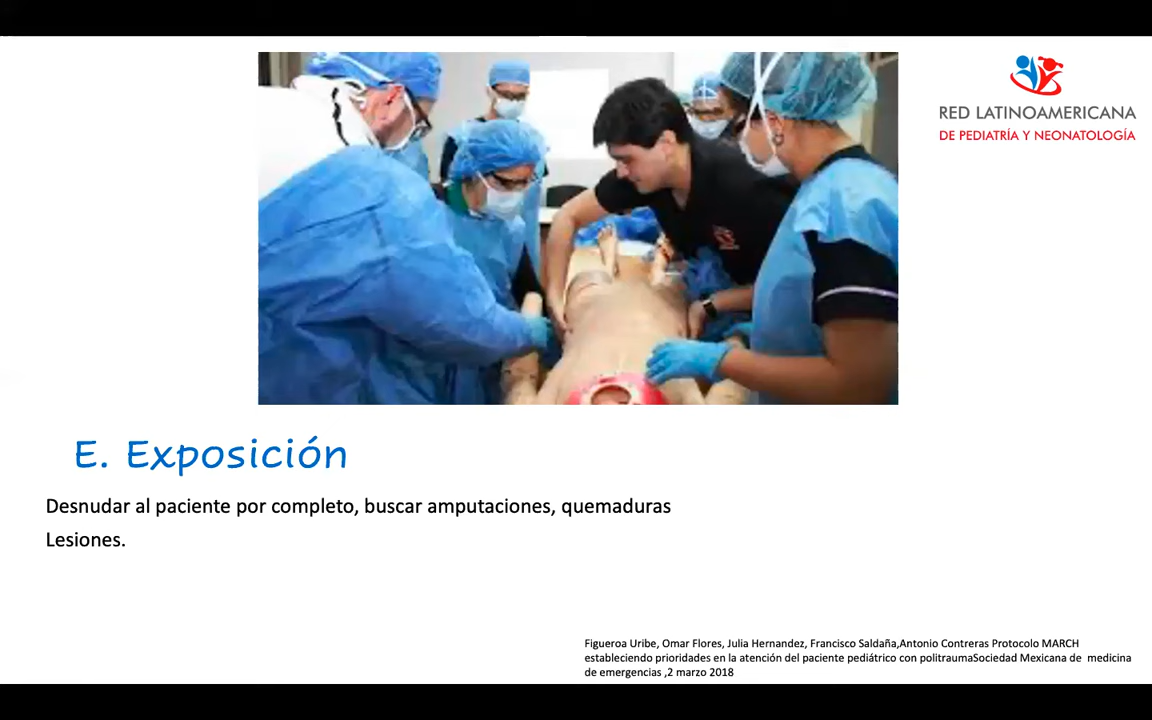 RED LATINOAMERICANA
DE PEDIATRÍA Y NEONATOLOGÍA
E. Exposición
Desnudar al paciente por completo, buscar amputaciones, quemaduras
Lesiones.
Figueroa Uribe, Omar Flores, Julia Hernandez, Francisco Saldaña,Antonio Contreras Protocolo MARCH
estableciendo prioridades en la atención del paciente pediátrico con politraumaSociedad Mexicana de medicina
de emergencias ,2 marzo 2018